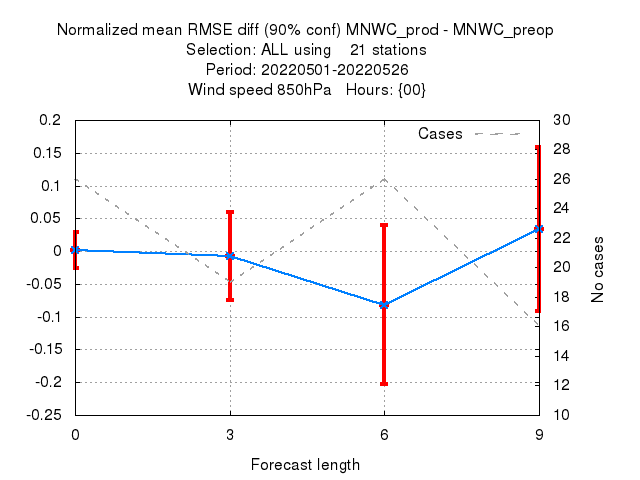 Normalized mean RMSE diff (90% conf) MNWC_prod - MNWC_preop
Selection: ALL using    21 stations
Period: 20220501-20220526
Wind speed 850hPa   Hours: {00}
Cases
0.2
0.15
0.1
0.05
0
-0.05
-0.1
-0.15
-0.2
-0.25
30
28
26
24
22
20
18
16
14
12
10
No cases
0 3 6 9
Forecast length